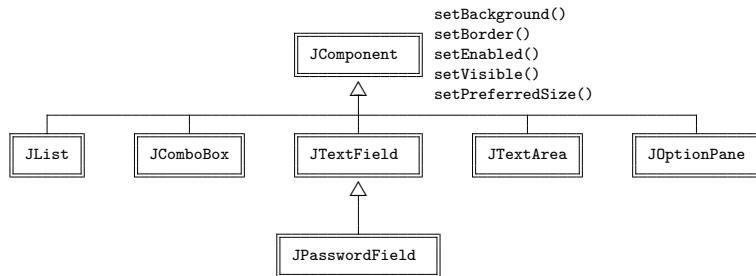 setBackground()
setBorder()
JComponent
setEnabled()
setVisible()
setPreferredSize()
JList
JComboBox
JTextField
JTextArea
JOptionPane
JPasswordField